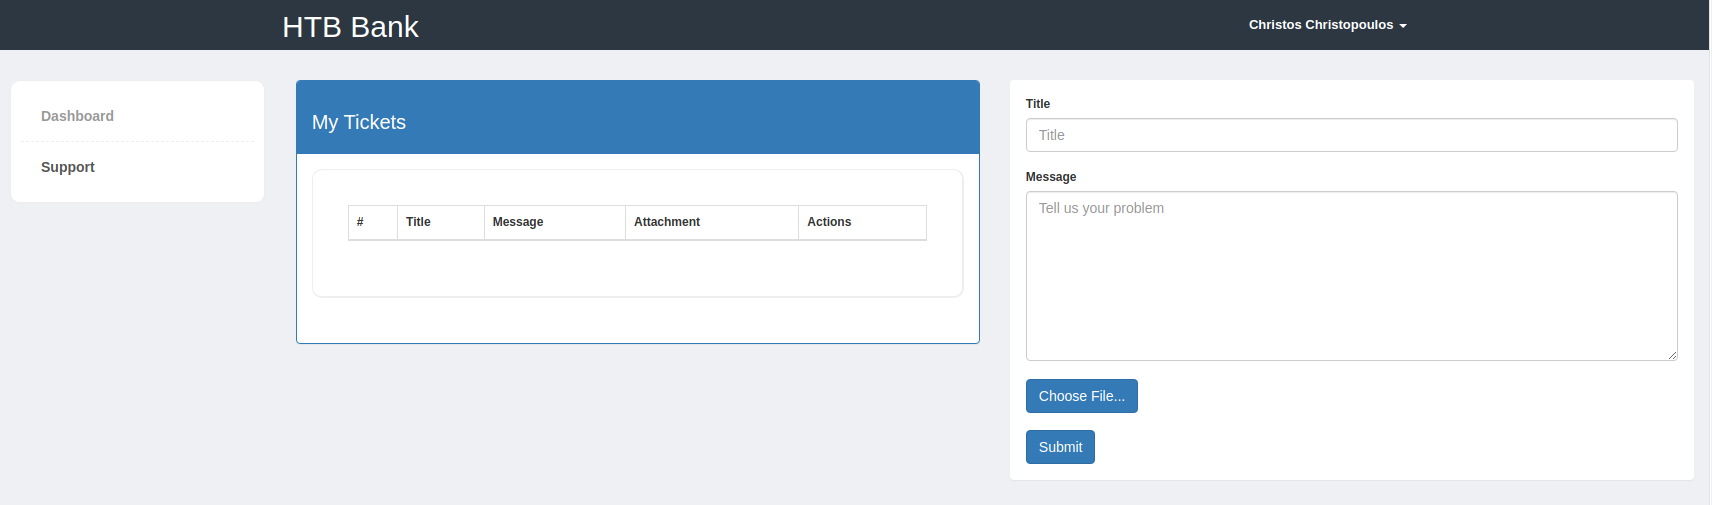 HTB Bank
Christos Christopoulos
Dashboard
Support
My Tickets
# Title Message Attachment Actions
Title
Title
Message
Tell us your problem
Choose File...
Submit